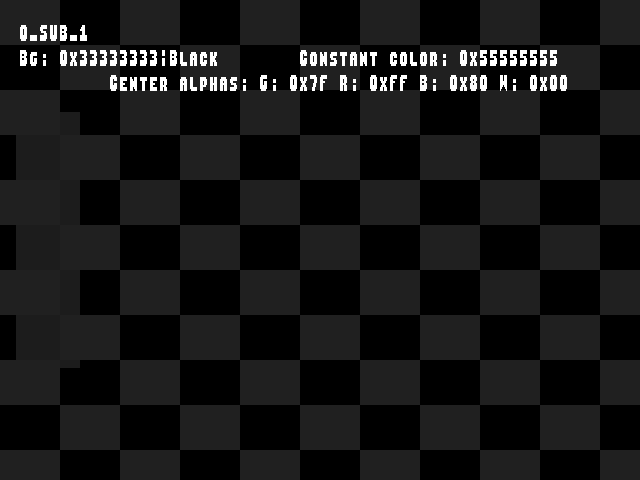 0_SUB_1
Bg: 0x33333333¦Black Constant color: 0x55555555
Center alphas: G: 0x7F R: 0xFF B: 0x80 W: 0x00